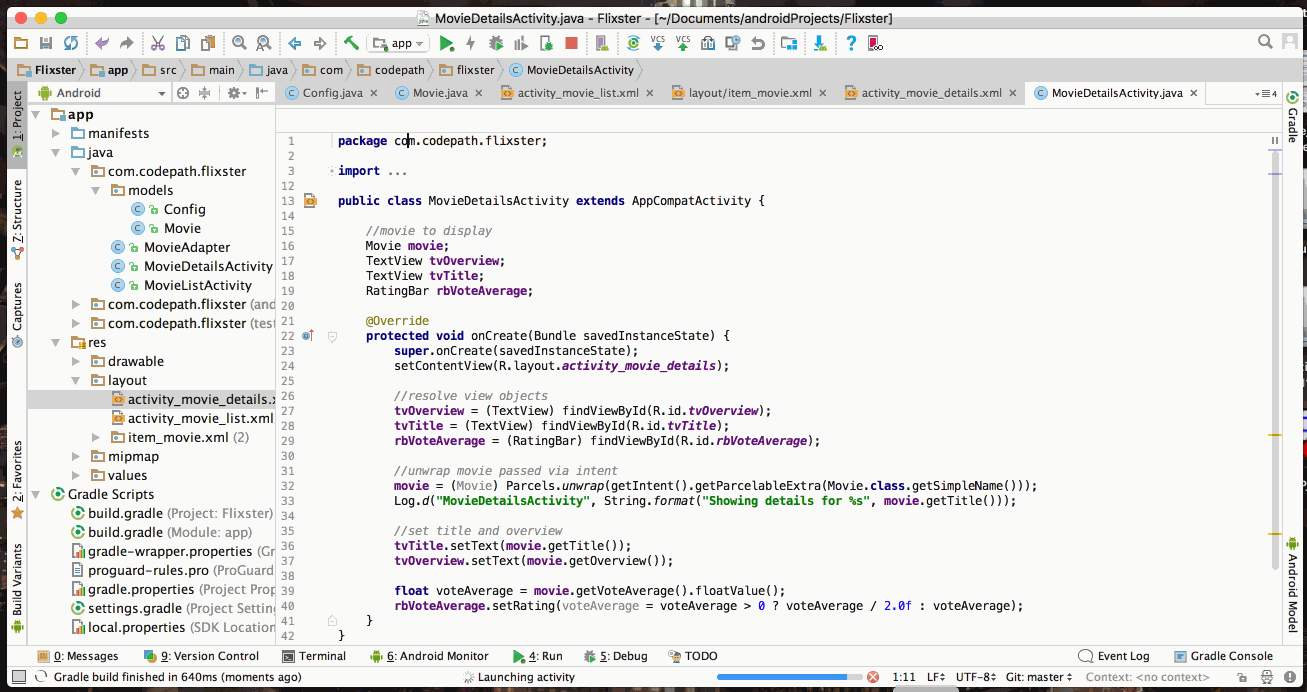 MovieDetailsActivity.java - Flixster - [~/Documents/androidProjects/Flixster]
app
VCS VCS
?
Flixster app src main java com codepath flixster MovieDetailsActivity
Android
Config.java Movie.java activity_movie_list.xml layout/item_movie.xml activity_movie_details.xml MovieDetailsActivity.java
4
1: Project
Z: Structure
Captures
2: Favorites
Build Variants
app
manifests
java
com.codepath.flixster
models
Config
Movie
MovieAdapter
MovieDetailsActivity
MovieListActivity
com.codepath.flixster (and
com.codepath.flixster (test
res
drawable
layout
activity_movie_details.x
activity_movie_list.xml
item_movie.xml (2)
mipmap
values
Gradle Scripts
build.gradle (Project: Flixster)
build.gradle (Module: app)
gradle-wrapper.properties (Gr
proguard-rules.pro (ProGuard
gradle.properties (Project Prop
settings.gradle (Project Settin
local.properties (SDK Location
1 package com.codepath.flixster;
2
3 import ...
12
13 public class MovieDetailsActivity extends AppCompatActivity {
14
15 //movie to display
16 Movie movie;
17 TextView tvOverview;
18 TextView tvTitle;
19 RatingBar rbVoteAverage;
20
21 @Override
22 protected void onCreate(Bundle savedInstanceState) {
23 super.onCreate(savedInstanceState);
24 setContentView(R.layout.activity_movie_details);
25
26 //resolve view objects
27 tvOverview = (TextView) findViewById(R.id.tvOverview);
28 tvTitle = (TextView) findViewById(R.id.tvTitle);
29 rbVoteAverage = (RatingBar) findViewById(R.id.rbVoteAverage);
30
31 //unwrap movie passed via intent
32 movie = (Movie) Parcels.unwrap(getIntent().getParcelableExtra(Movie.class.getSimpleName()));
33 Log.d("MovieDetailsActivity", String.format("Showing details for %s", movie.getTitle()));
34
35 //set title and overview
36 tvTitle.setText(movie.getTitle());
37 tvOverview.setText(movie.getOverview());
38
39 float voteAverage = movie.getVoteAverage().floatValue();
40 rbVoteAverage.setRating(voteAverage = voteAverage > 0 ? voteAverage / 2.0f : voteAverage);
41 }
42 }
Gradle
Android Model
0: Messages 9: Version Control Terminal 6: Android Monitor 4: Run 5: Debug TODO Event Log Gradle Console
Gradle build finished in 640ms (moments ago) Launching activity 1:11 LF UTF-8 Git: master Context: <no context>